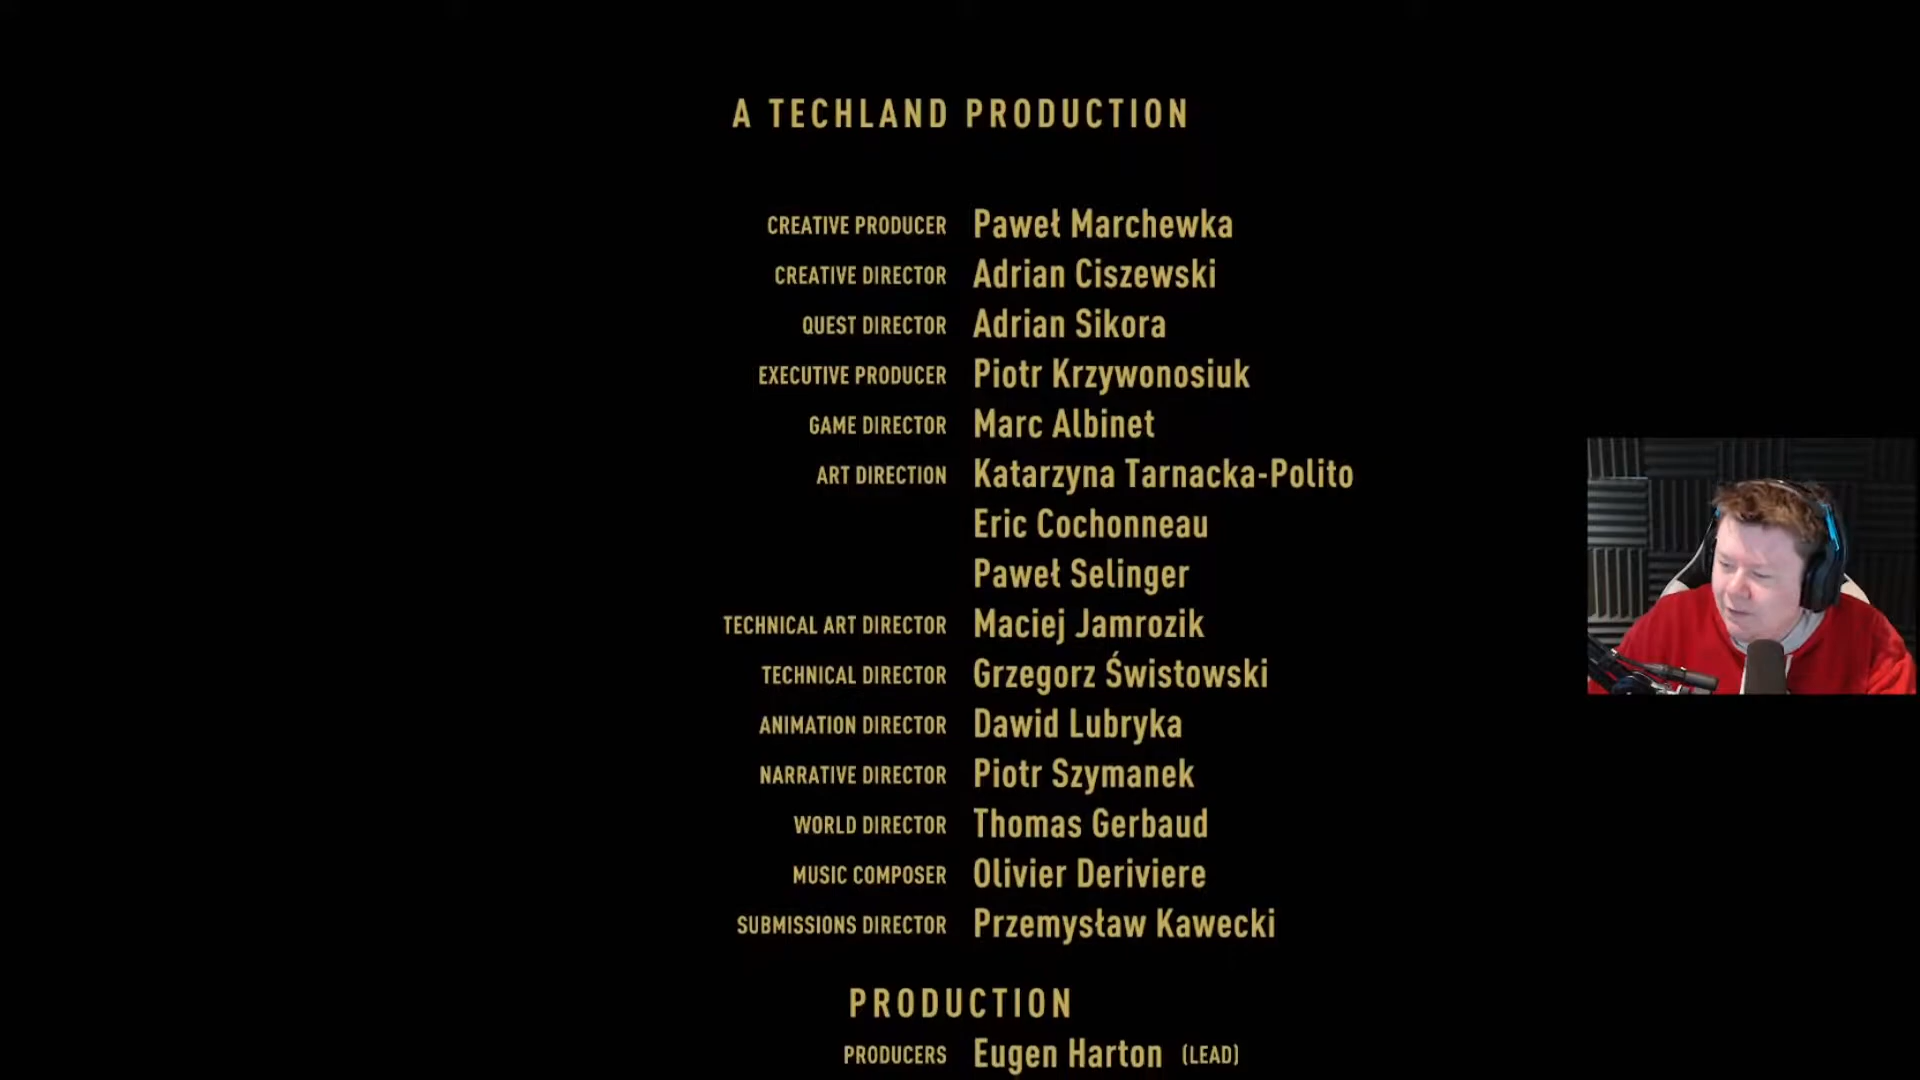 A TECHLAND PRODUCTION
CREATIVE PRODUCER Paweł Marchewka
CREATIVE DIRECTOR Adrian Ciszewski
QUEST DIRECTOR Adrian Sikora
EXECUTIVE PRODUCER Piotr Krzywonosiuk
GAME DIRECTOR Marc Albinet
ART DIRECTION Katarzyna Tarnacka-Polito
Eric Cochonneau
Paweł Selinger
TECHNICAL ART DIRECTOR Maciej Jamrozik
TECHNICAL DIRECTOR Grzegorz Świstowski
ANIMATION DIRECTOR Dawid Lubryka
NARRATIVE DIRECTOR Piotr Szymanek
WORLD DIRECTOR Thomas Gerbaud
MUSIC COMPOSER Olivier Deriviere
SUBMISSIONS DIRECTOR Przemysław Kawecki
PRODUCTION
PRODUCERS Eugen Harton (LEAD)